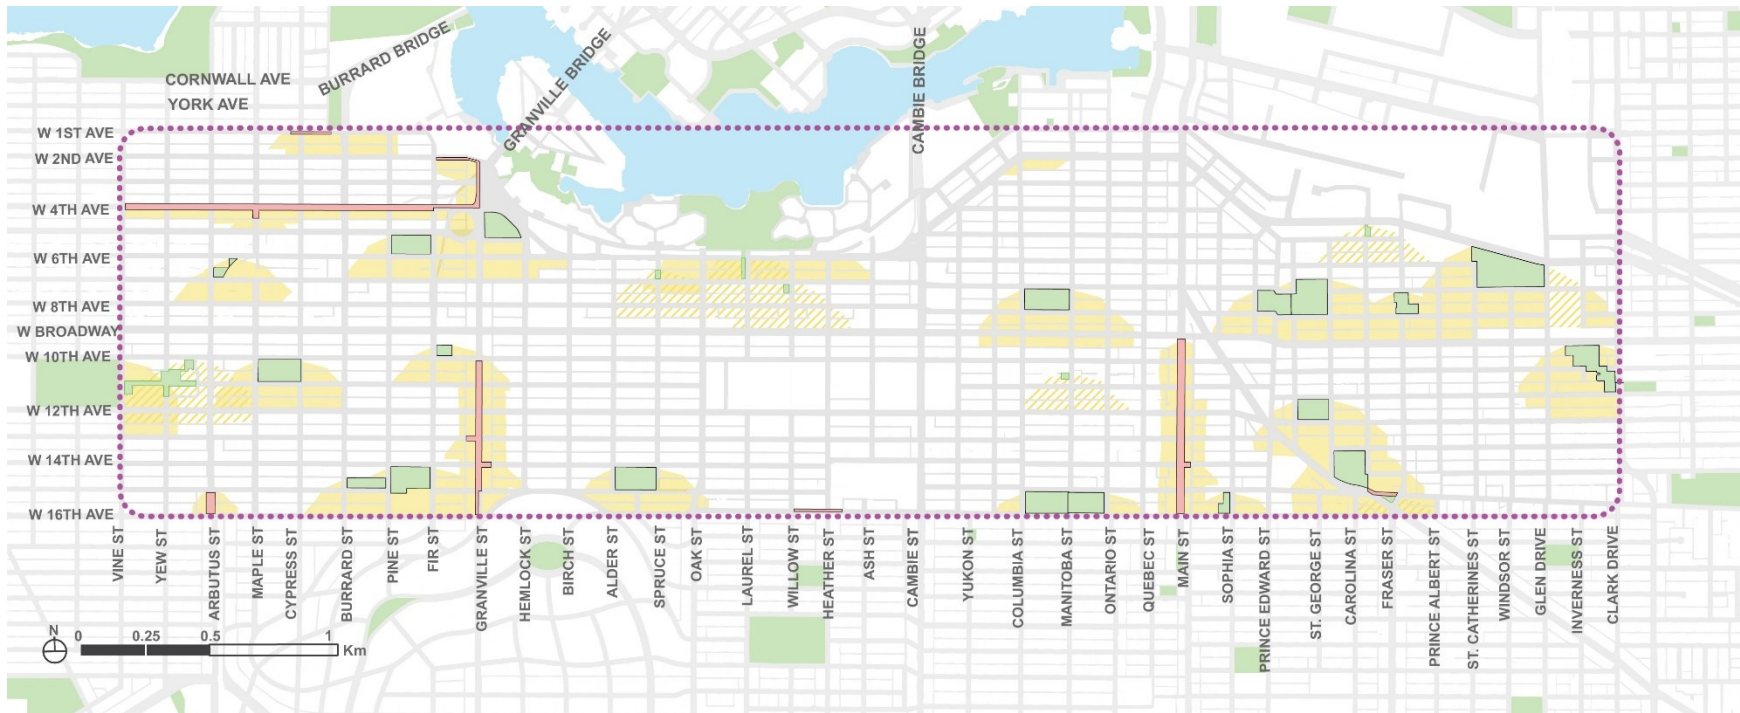 BURRARD BRIDGE
GRANVILLE BRIDGE
CAMBIE BRIDGE
CORNWALL AVE
YORK AVE
W 1ST AVE
W 2ND AVE
W 4TH AVE
W 6TH AVE
W 8TH AVE
W BROADWAY
W 10TH AVE
W 12TH AVE
W 14TH AVE
W 16TH AVE
VINE ST
YEW ST
ARBUTUS ST
MAPLE ST
CYPRESS ST
BURRARD ST
PINE ST
FIR ST
GRANVILLE ST
HEMLOCK ST
BIRCH ST
ALDER ST
SPRUCE ST
OAK ST
LAUREL ST
WILLOW ST
HEATHER ST
ASH ST
CAMBIE ST
YUKON ST
COLUMBIA ST
MANITOBA ST
ONTARIO ST
QUEBEC ST
MAIN ST
SOPHIA ST
PRINCE EDWARD ST
ST. GEORGE ST
CAROLINA ST
FRASER ST
PRINCE ALBERT ST
ST. CATHERINES ST
WINDSOR ST
GLEN DRIVE
INVERNESS ST
CLARK DRIVE
N
0 0.25 0.5 1
Km